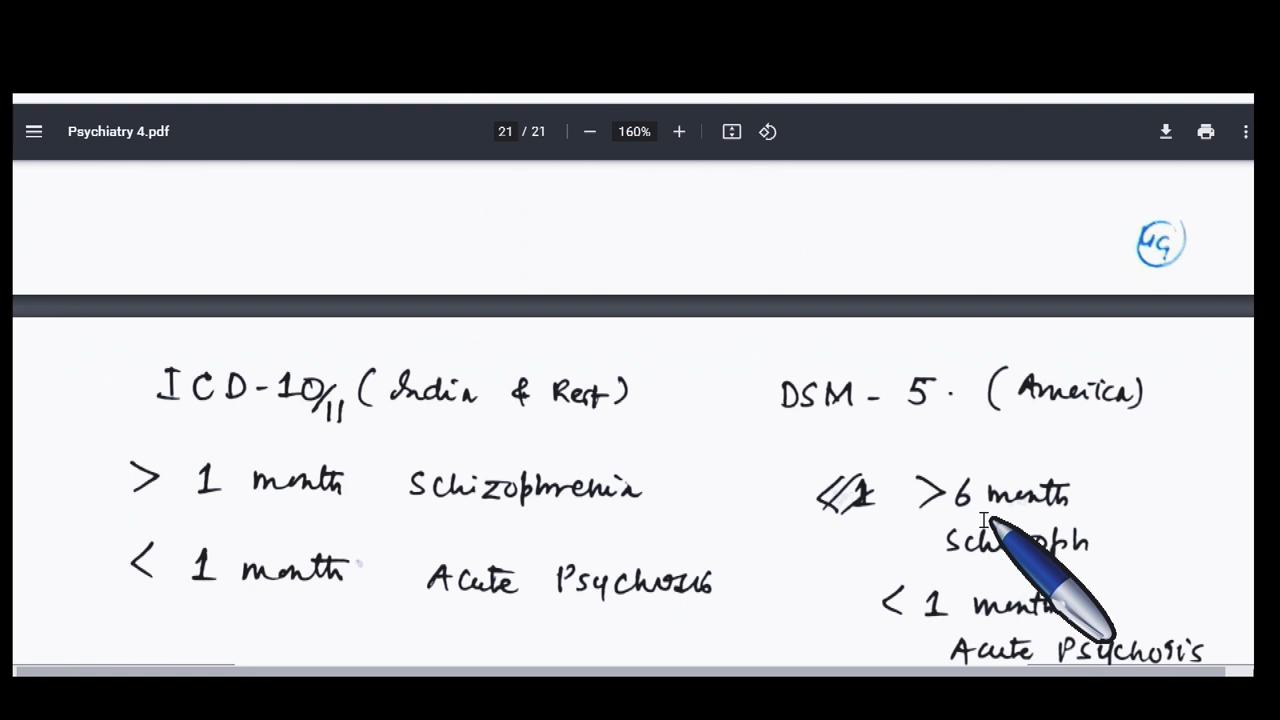 Psychiatry 4.pdf
21 / 21
160%
49
ICD-10/11 (India & Rest)
> 1 month Schizophrenia
< 1 month Acute Psychosis
DSM - 5. (America)
> 6 month
< 1 month
Acute Psychosis